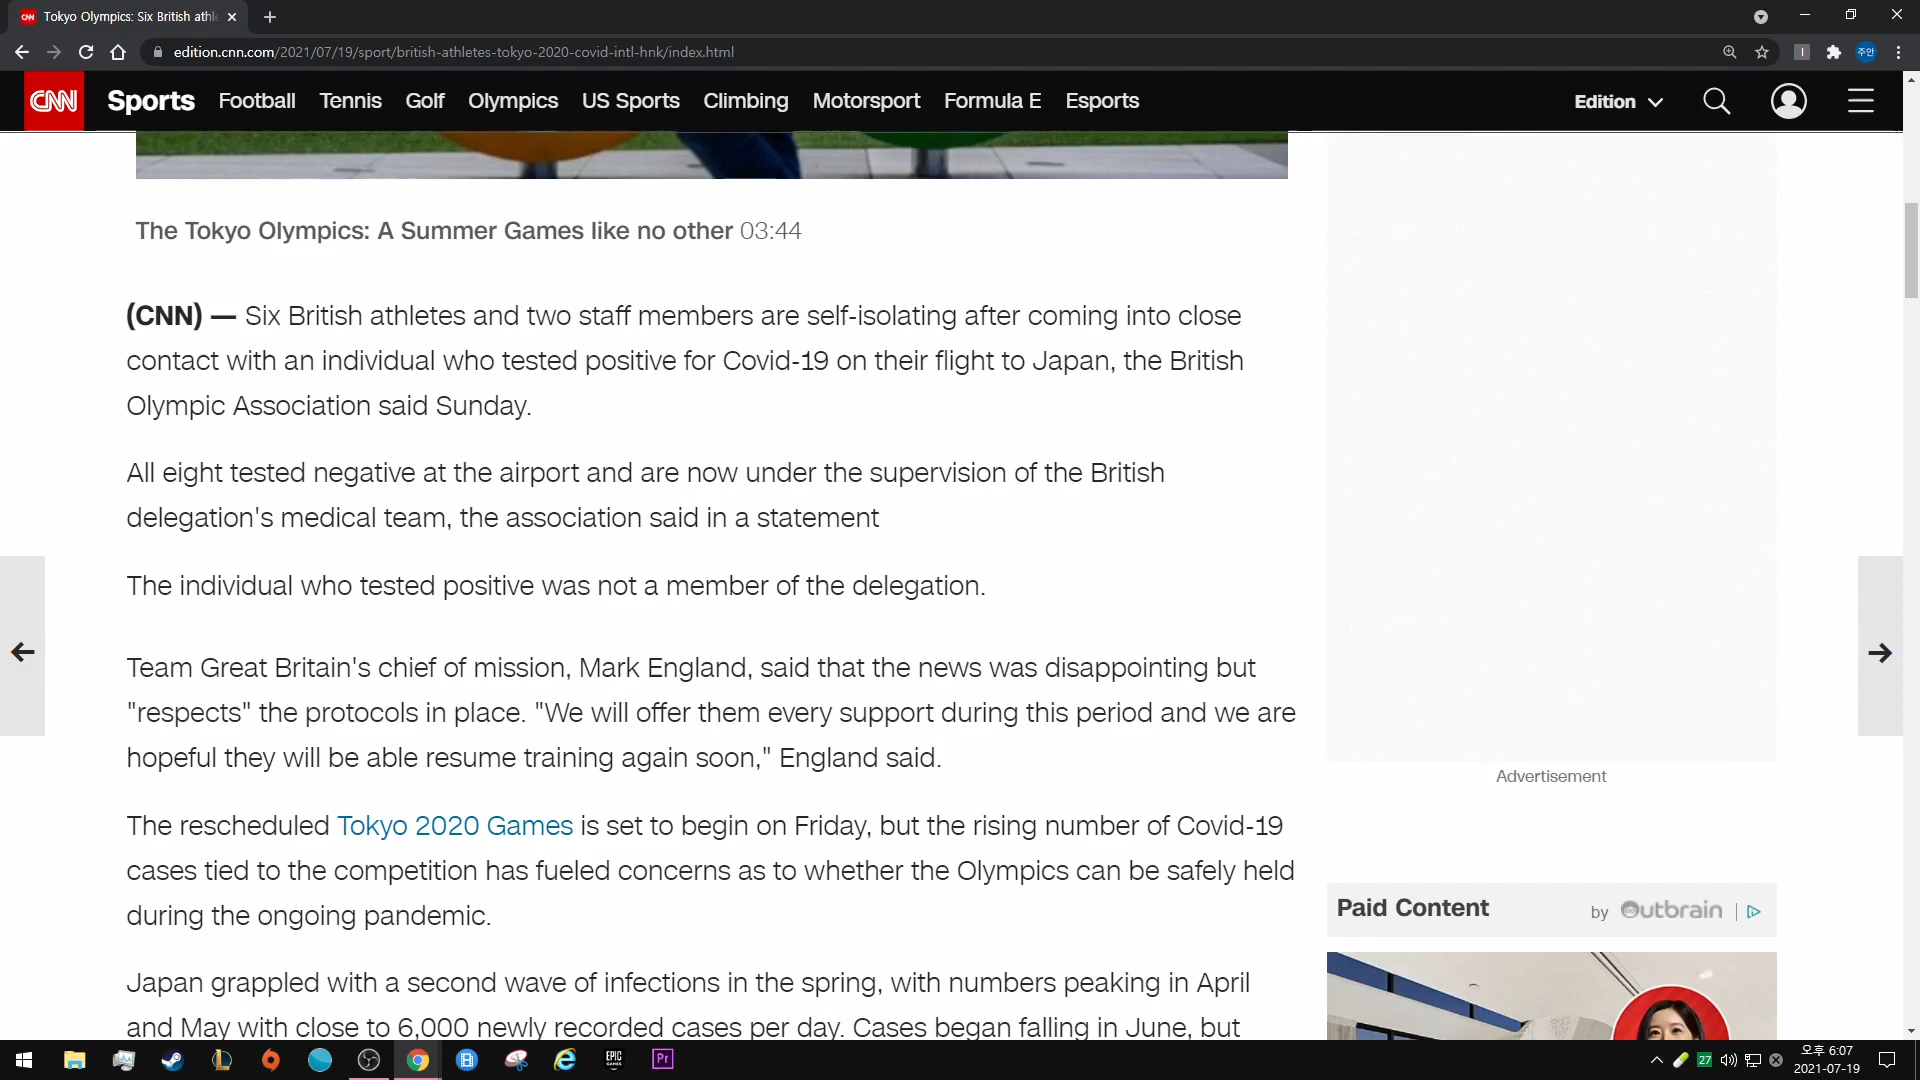 CNN Tokyo Olympics: Six British athle
edition.cnn.com/2021/07/19/sport/british-athletes-tokyo-2020-covid-intl-hnk/index.html
주안
CNN Sports Football Tennis Golf Olympics US Sports Climbing Motorsport Formula E Esports Edition
The Tokyo Olympics: A Summer Games like no other 03:44
(CNN) — Six British athletes and two staff members are self-isolating after coming into close
contact with an individual who tested positive for Covid-19 on their flight to Japan, the British
Olympic Association said Sunday.
All eight tested negative at the airport and are now under the supervision of the British
delegation's medical team, the association said in a statement
The individual who tested positive was not a member of the delegation.
Team Great Britain's chief of mission, Mark England, said that the news was disappointing but
"respects" the protocols in place. "We will offer them every support during this period and we are
hopeful they will be able resume training again soon," England said.
Advertisement
The rescheduled Tokyo 2020 Games is set to begin on Friday, but the rising number of Covid-19
cases tied to the competition has fueled concerns as to whether the Olympics can be safely held
during the ongoing pandemic.
Paid Content by Outbrain
Japan grappled with a second wave of infections in the spring, with numbers peaking in April
and May with close to 6,000 newly recorded cases per day. Cases began falling in June, but
EPIC GAMES
Pr
27
오후 6:07
2021-07-19